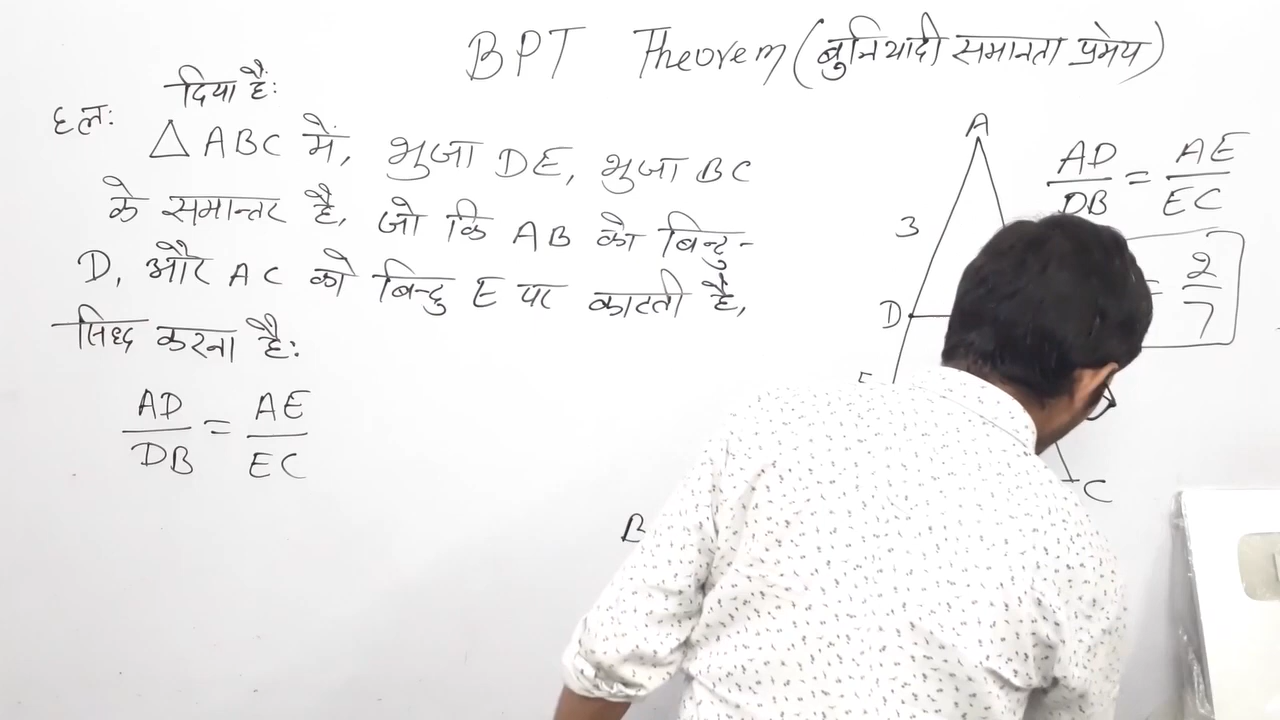 BPT Theorem (बुनियादी समानता प्रमेय)
दिया है:
हल:
△ABC में, भुजा DE, भुजा BC
के समान्तर है, जो कि AB को बिन्दु-
D, और AC को बिन्दु E पर काटती है,
सिध्द करना है:
AD/DB = AE/EC
A
3
D
B
C
AD/DB = AE/EC
= 2/7